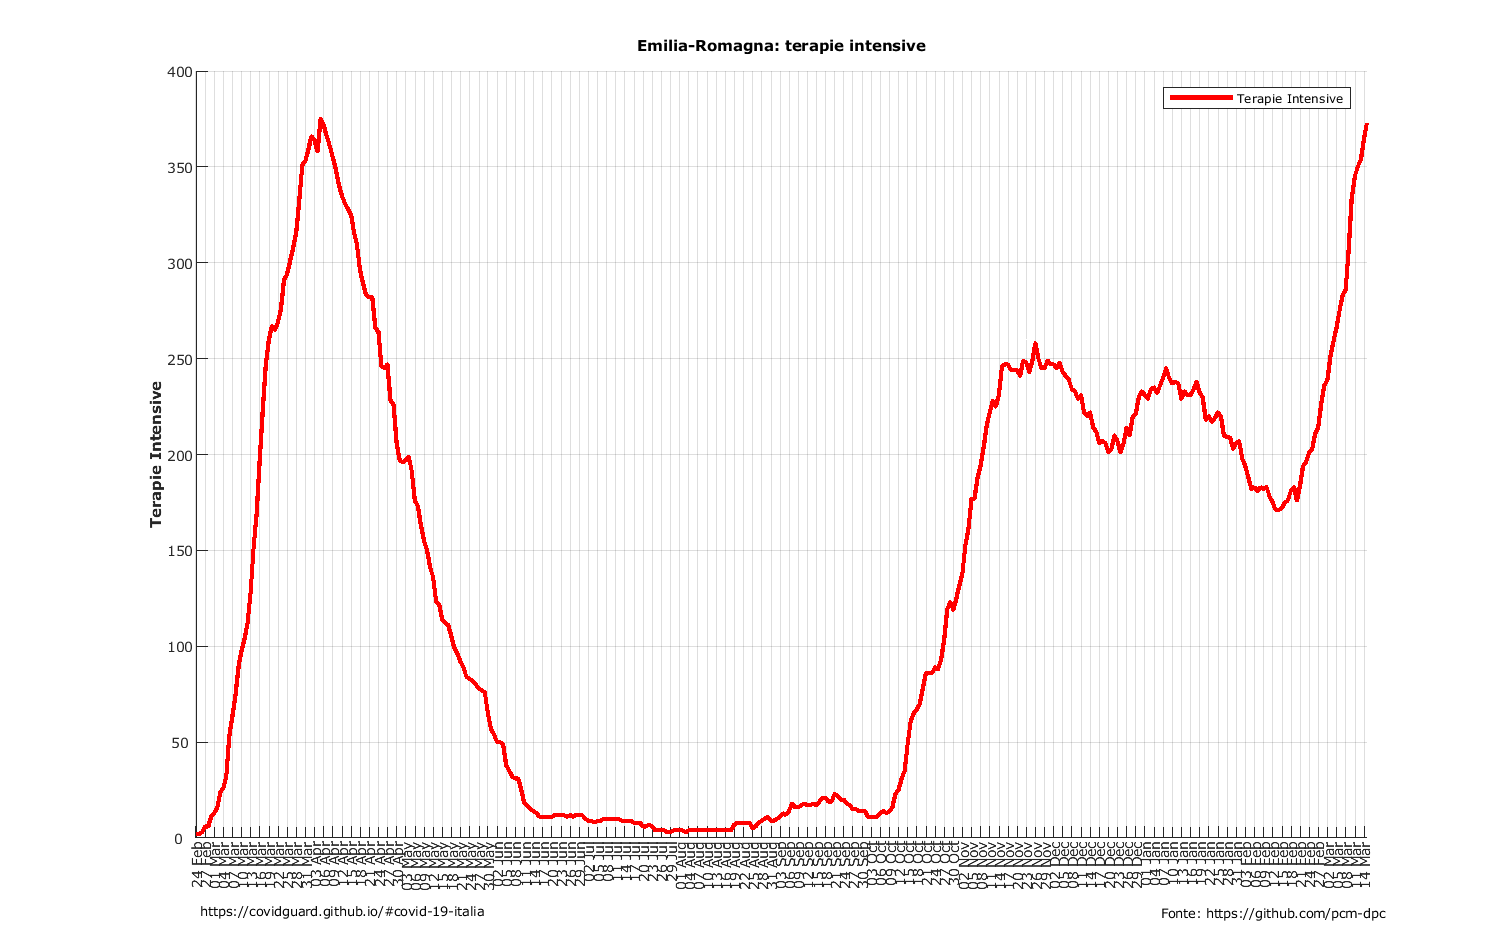 Emilia-Romagna: terapie intensive
Terapie Intensive
400
350
300
250
200
150
100
50
0
Terapie Intensive
24 Feb
27 Feb
01 Mar
04 Mar
07 Mar
10 Mar
13 Mar
16 Mar
19 Mar
22 Mar
25 Mar
28 Mar
31 Mar
03 Apr
06 Apr
09 Apr
12 Apr
15 Apr
18 Apr
21 Apr
24 Apr
27 Apr
30 Apr
03 May
06 May
09 May
12 May
15 May
18 May
21 May
24 May
27 May
30 May
02 Jun
05 Jun
08 Jun
11 Jun
14 Jun
17 Jun
20 Jun
23 Jun
26 Jun
29 Jun
02 Jul
05 Jul
08 Jul
11 Jul
14 Jul
17 Jul
20 Jul
23 Jul
26 Jul
29 Jul
01 Aug
04 Aug
07 Aug
10 Aug
13 Aug
16 Aug
19 Aug
22 Aug
25 Aug
28 Aug
31 Aug
03 Sep
06 Sep
09 Sep
12 Sep
15 Sep
18 Sep
21 Sep
24 Sep
27 Sep
30 Sep
03 Oct
06 Oct
09 Oct
12 Oct
15 Oct
18 Oct
21 Oct
24 Oct
27 Oct
30 Oct
02 Nov
05 Nov
08 Nov
11 Nov
14 Nov
17 Nov
20 Nov
23 Nov
26 Nov
29 Nov
02 Dec
05 Dec
08 Dec
11 Dec
14 Dec
17 Dec
20 Dec
23 Dec
26 Dec
29 Dec
01 Jan
04 Jan
07 Jan
10 Jan
13 Jan
16 Jan
19 Jan
22 Jan
25 Jan
28 Jan
31 Jan
03 Feb
06 Feb
09 Feb
12 Feb
15 Feb
18 Feb
21 Feb
24 Feb
27 Feb
02 Mar
05 Mar
08 Mar
11 Mar
14 Mar
https://covidguard.github.io/#covid-19-italia
Fonte: https://github.com/pcm-dpc